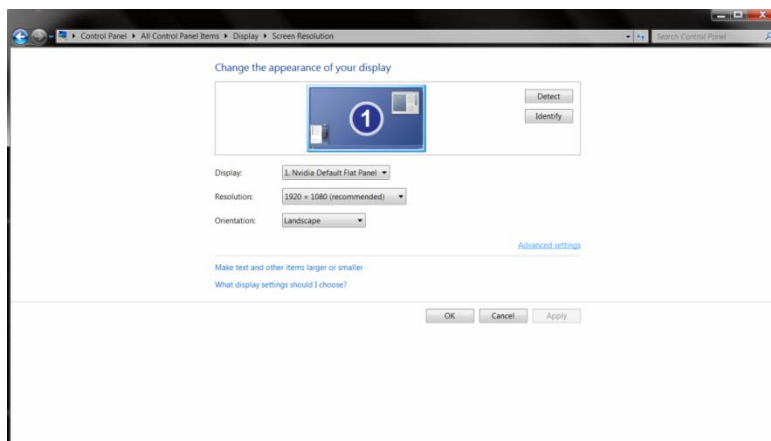 Control Panel ▸ All Control Panel Items ▸ Display ▸ Screen Resolution
Search Control Panel
Change the appearance of your display
1
Detect
Identify
Display: 1. Nvidia Default Flat Panel
Resolution: 1920 × 1080 (recommended)
Orientation: Landscape
Advanced settings
Make text and other items larger or smaller
What display settings should I choose?
OK Cancel Apply